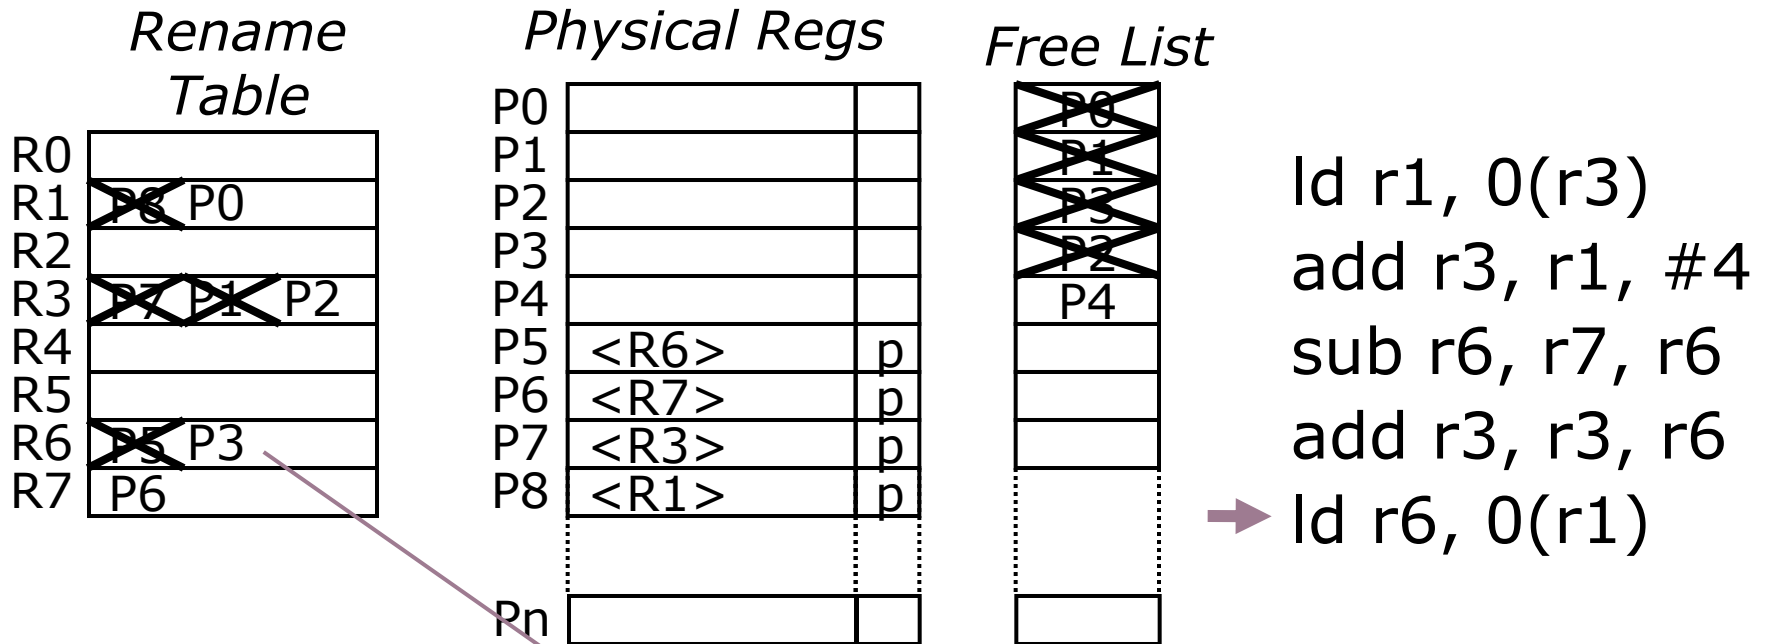 Rename Table
R0
R1 P8 P0
R2
R3 P7 P1 P2
R4
R5
R6 P5 P3
R7 P6
Physical Regs
P0
P1
P2
P3
P4
P5 <R6> p
P6 <R7> p
P7 <R3> p
P8 <R1> p
Pn
Free List
P0
P1
P3
P2
P4
ld r1, 0(r3)
add r3, r1, #4
sub r6, r7, r6
add r3, r3, r6
ld r6, 0(r1)